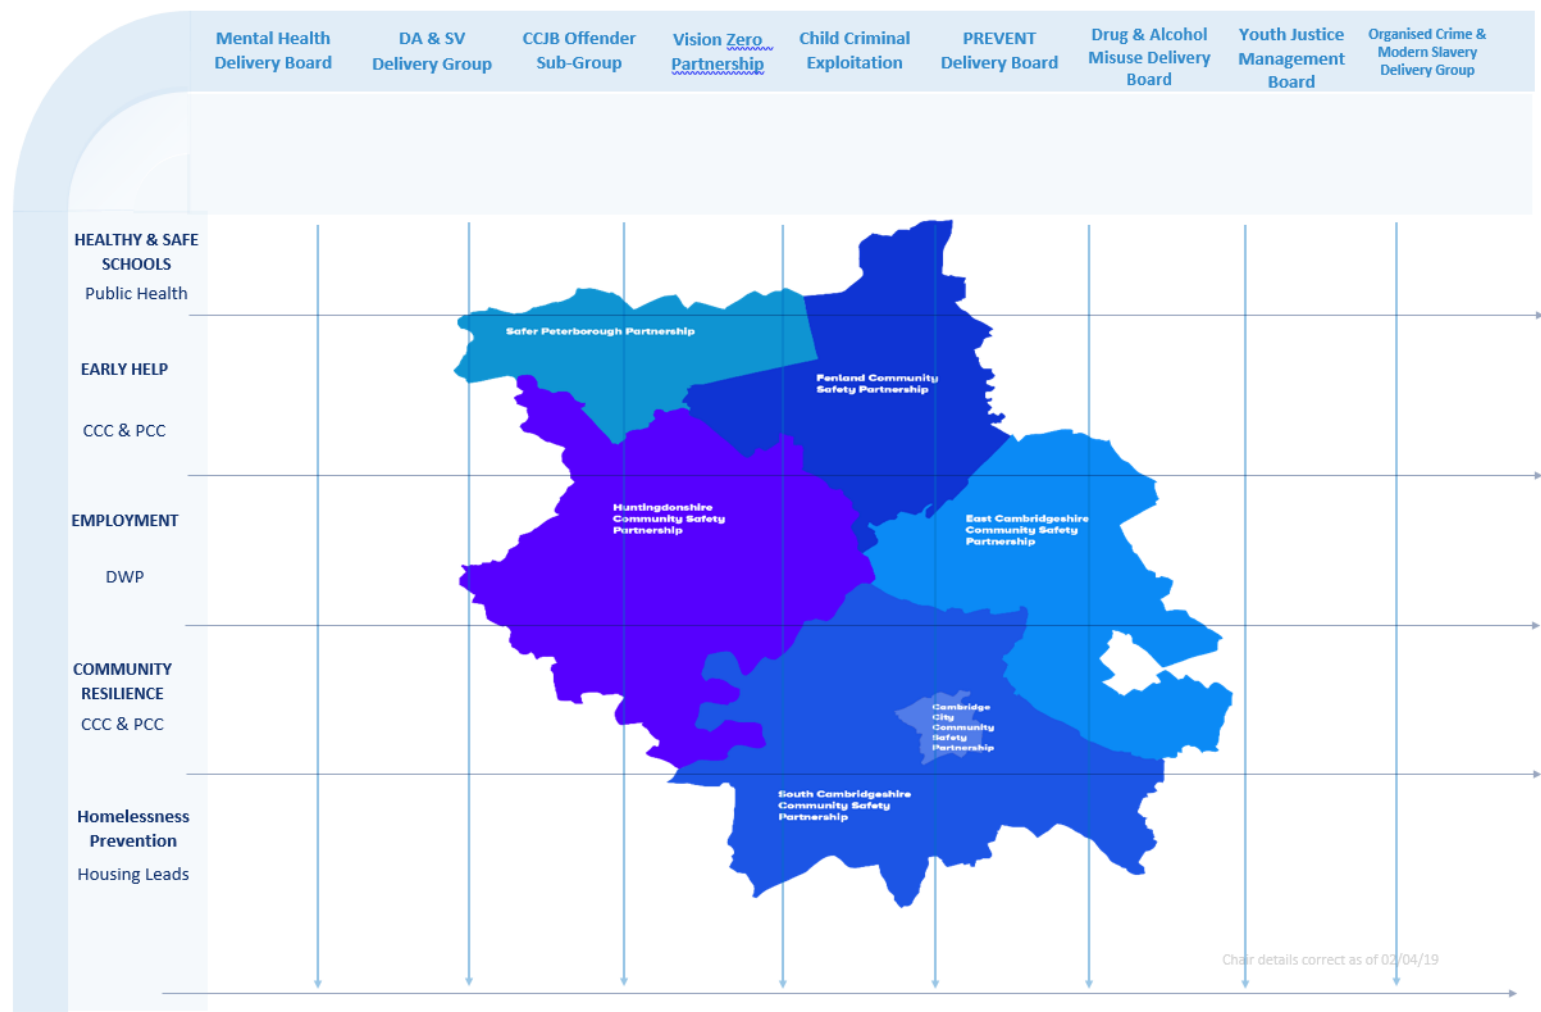 Mental Health
Delivery Board
DA & SV
Delivery Group
CCJB Offender
Sub-Group
Vision Zero
Partnership
Child Criminal
Exploitation
PREVENT
Delivery Board
Drug & Alcohol
Misuse Delivery
Board
Youth Justice
Management
Board
Organised Crime &
Modern Slavery
Delivery Group
HEALTHY & SAFE
SCHOOLS
Public Health
EARLY HELP
CCC & PCC
EMPLOYMENT
DWP
COMMUNITY
RESILIENCE
CCC & PCC
Homelessness
Prevention
Housing Leads
Safer Peterborough Partnership
Fenland Community
Safety Partnership
Huntingdonshire
Community Safety
Partnership
East Cambridgeshire
Community Safety
Partnership
Cambridge
City
Community
Safety
Partnership
South Cambridgeshire
Community Safety
Partnership
Chair details correct as of 02/04/19